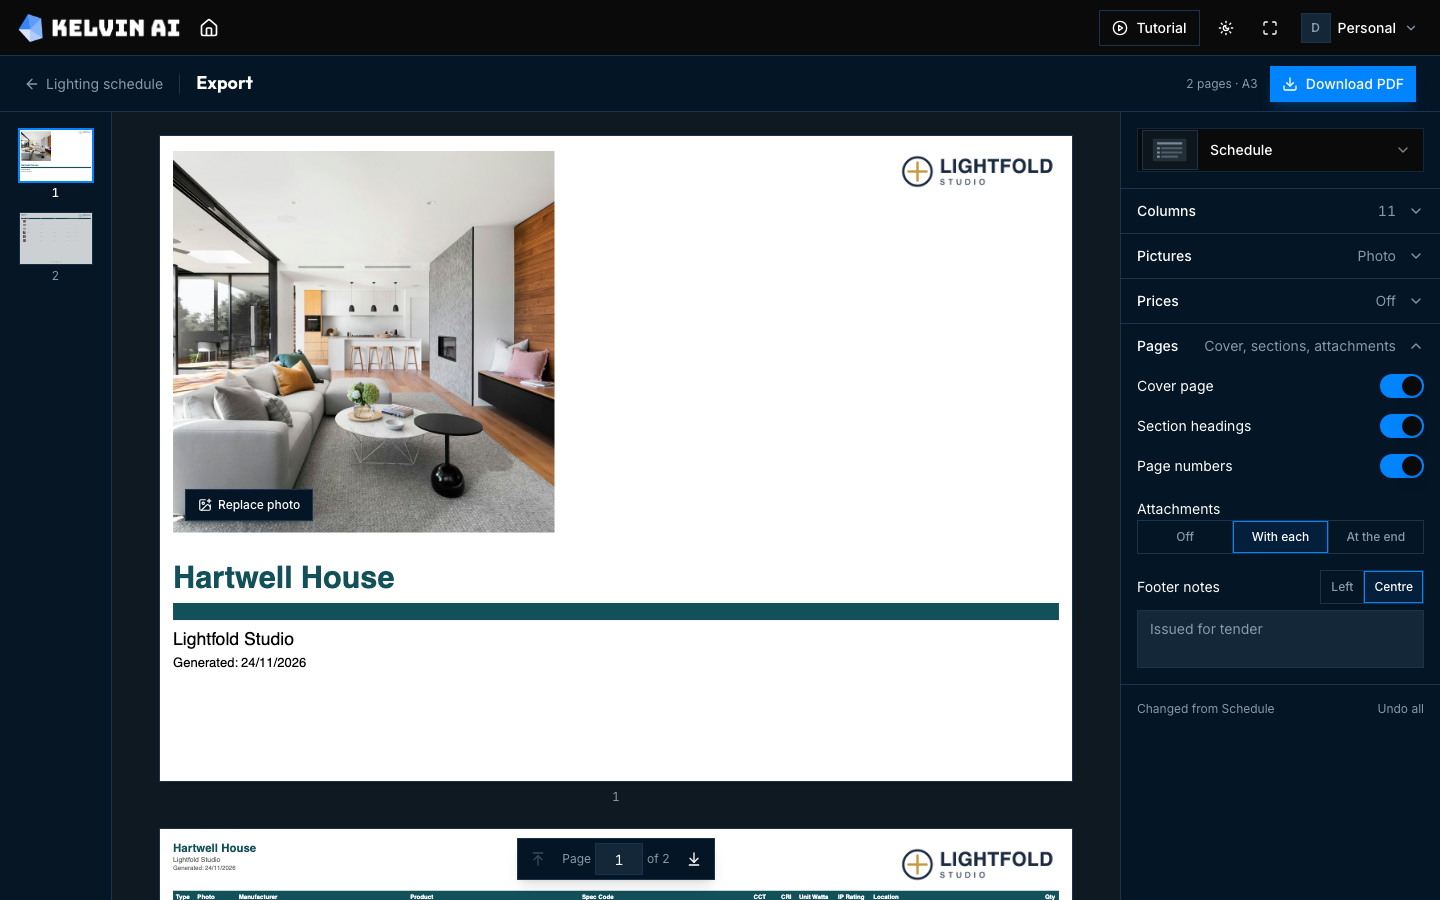 KELVIN AI
Tutorial
D
Personal
Lighting schedule
Export
2 pages · A3
Download PDF
1
2
LIGHTFOLD
STUDIO
Replace photo
Hartwell House
Lightfold Studio
Generated: 24/11/2026
1
Hartwell House
Lightfold Studio
Generated: 24/11/2026
LIGHTFOLD
STUDIO
Page 1 of 2
Type Photo Manufacturer Product Spec Code CCT CRI Unit Watts IP Rating Location Qty
Schedule
Columns 11
Pictures Photo
Prices Off
Pages Cover, sections, attachments
Cover page
Section headings
Page numbers
Attachments
Off With each At the end
Footer notes Left Centre
Issued for tender
Changed from Schedule Undo all